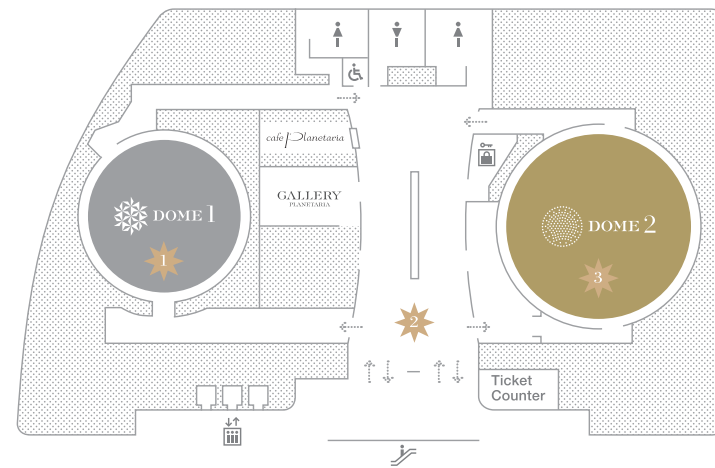 cafe Planetaria
GALLERY
PLANETARIA
DOME 1
DOME 2
1
3
2
Ticket
Counter